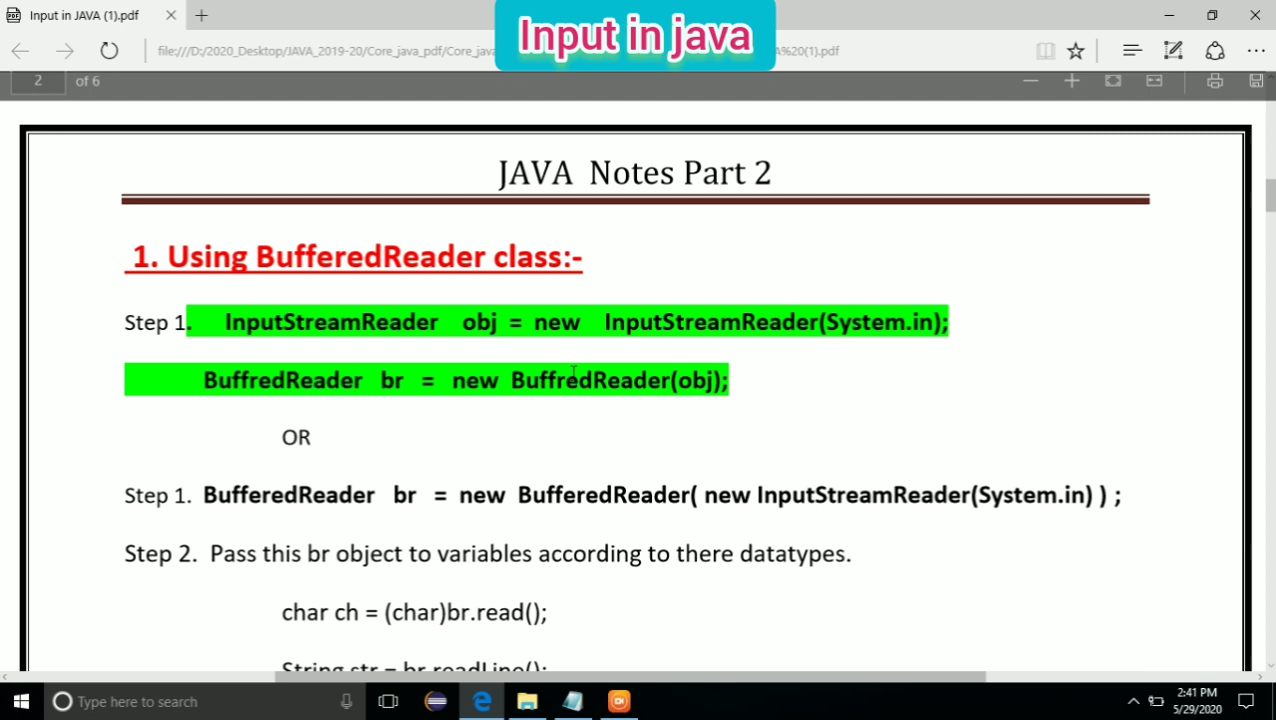 Input in JAVA (1).pdf
Input in java
file:///D:/2020_Desktop/JAVA_2019-20/Core_java_pdf/Core_java A%20(1).pdf
2 of 6
JAVA Notes Part 2
1. Using BufferedReader class:-
Step 1. InputStreamReader obj = new InputStreamReader(System.in);
BuffredReader br = new BuffredReader(obj);
OR
Step 1. BufferedReader br = new BufferedReader( new InputStreamReader(System.in) ) ;
Step 2. Pass this br object to variables according to there datatypes.
char ch = (char)br.read();
String str = br.readLine();
Type here to search
2:41 PM
5/29/2020